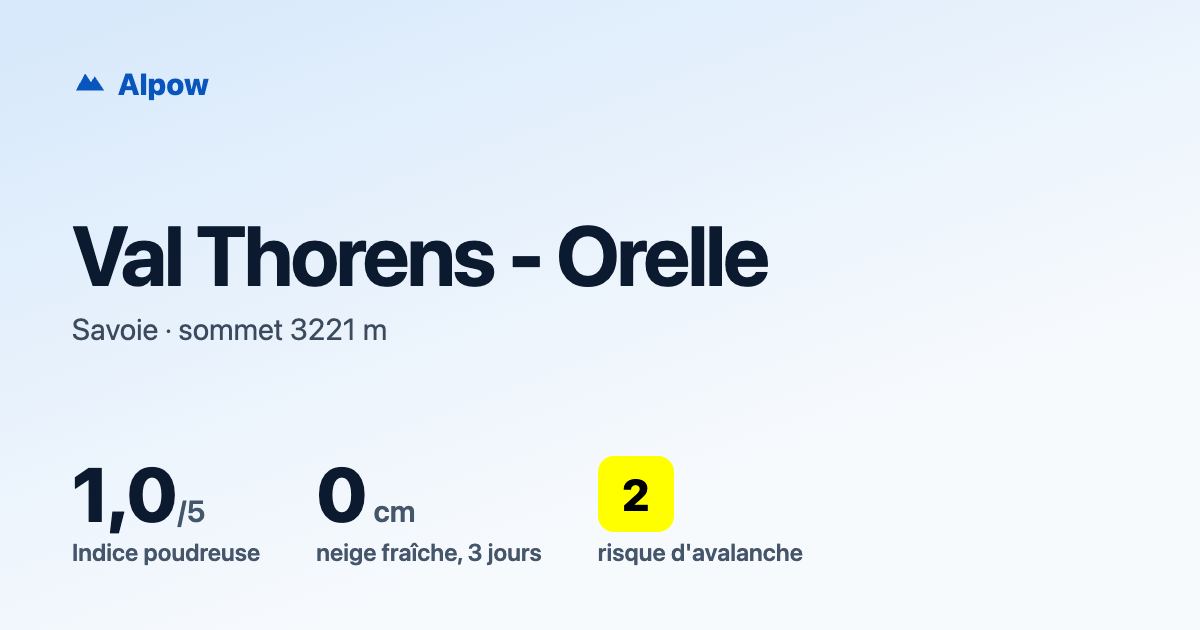 Alpow
Val Thorens - Orelle
Savoie · sommet 3221 m
1,0/5
Indice poudreuse
0 cm
neige fraîche, 3 jours
2
risque d'avalanche